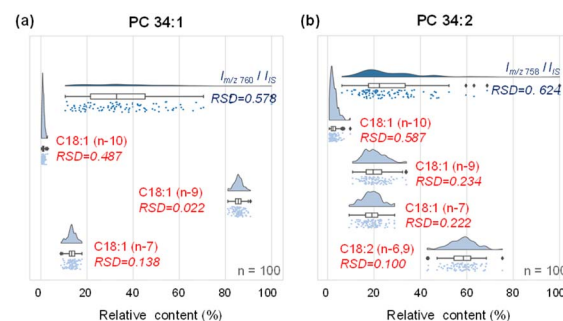 (a) PC 34:1
I m/z 760 / I IS
RSD=0.578
C18:1 (n-10)
RSD=0.487
C18:1 (n-9)
RSD=0.022
C18:1 (n-7)
RSD=0.138
n = 100
0 20 40 60 80 100
Relative content (%)
(b) PC 34:2
I m/z 758 / I IS
RSD=0. 624
C18:1 (n-10)
RSD=0.587
C18:1 (n-9)
RSD=0.234
C18:1 (n-7)
RSD=0.222
C18:2 (n-6,9)
RSD=0.100
n = 100
0 20 40 60 80 100
Relative content (%)